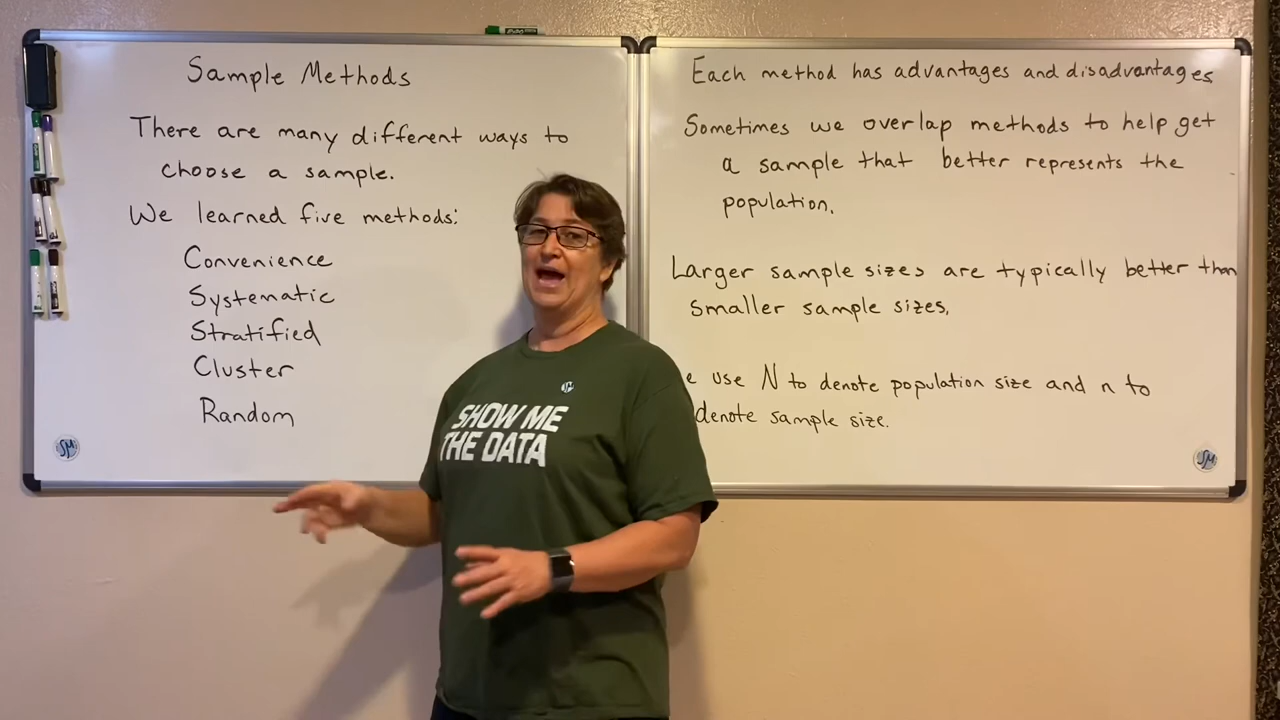 Sample Methods
There are many different ways to
choose a sample.
We learned five methods:
Convenience
Systematic
Stratified
Cluster
Random
SM
Each method has advantages and disadvantages
Sometimes we overlap methods to help get
a sample that better represents the
population.
Larger sample sizes are typically better than
smaller sample sizes.
e use N to denote population size and n to
denote sample size.
SM
SHOW ME
THE DATA